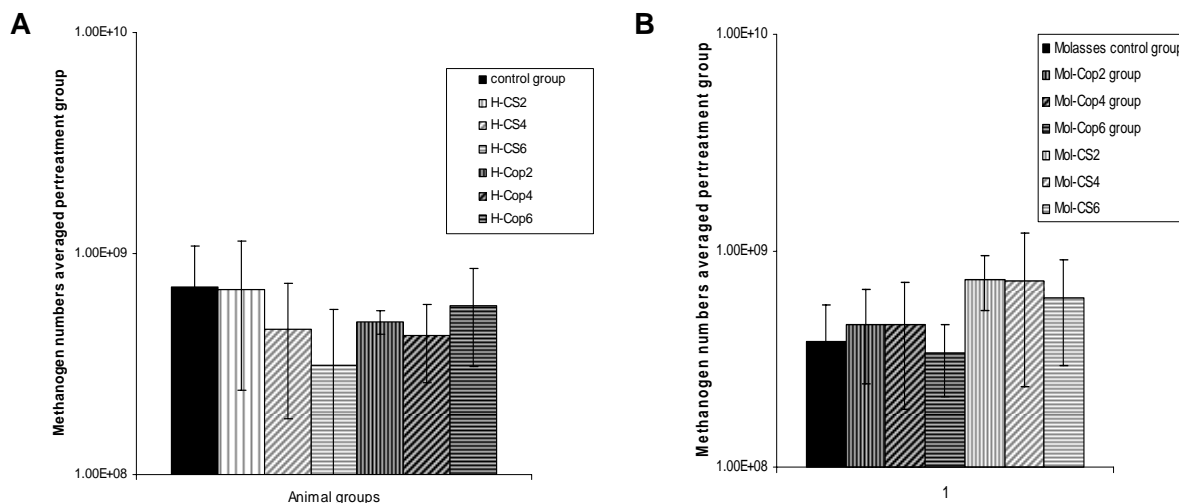 A
Methanogen numbers averaged pertreatment group
1.00E+10
1.00E+09
1.00E+08
control group
H-CS2
H-CS4
H-CS6
H-Cop2
H-Cop4
H-Cop6
Animal groups
B
Methanogen numbers averaged pertreatment group
1.00E+10
1.00E+09
1.00E+08
Molasses control group
Mol-Cop2 group
Mol-Cop4 group
Mol-Cop6 group
Mol-CS2
Mol-CS4
Mol-CS6
1